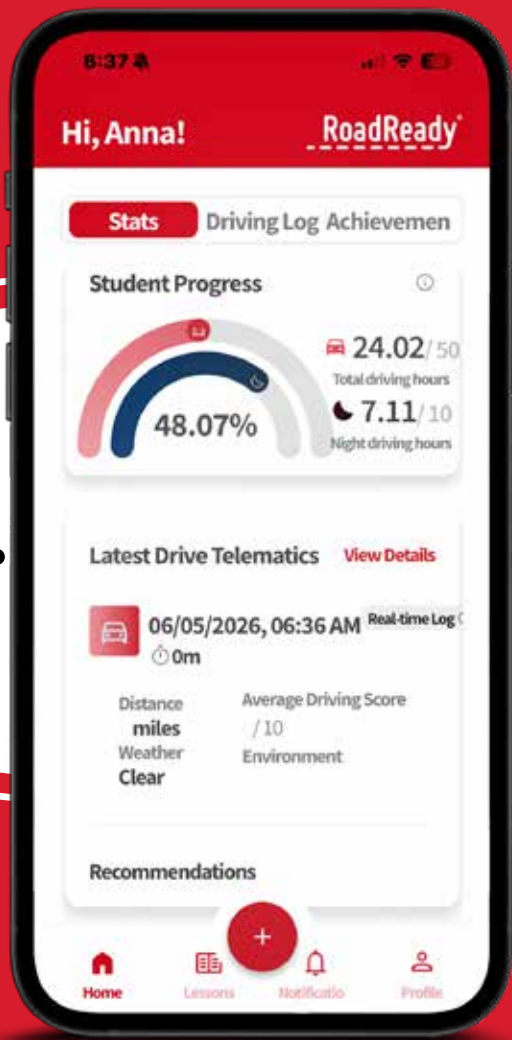 6:37
Hi, Anna!
RoadReady
Stats Driving Log Achievemen
Student Progress
24.02/50
Total driving hours
48.07%
7.11/10
Night driving hours
Latest Drive Telematics View Details
06/05/2026, 06:36 AM Real-time Log
0m
Distance Average Driving Score
miles /10
Weather Environment
Clear
Recommendations
+
Home Lessons Notificatio Profile